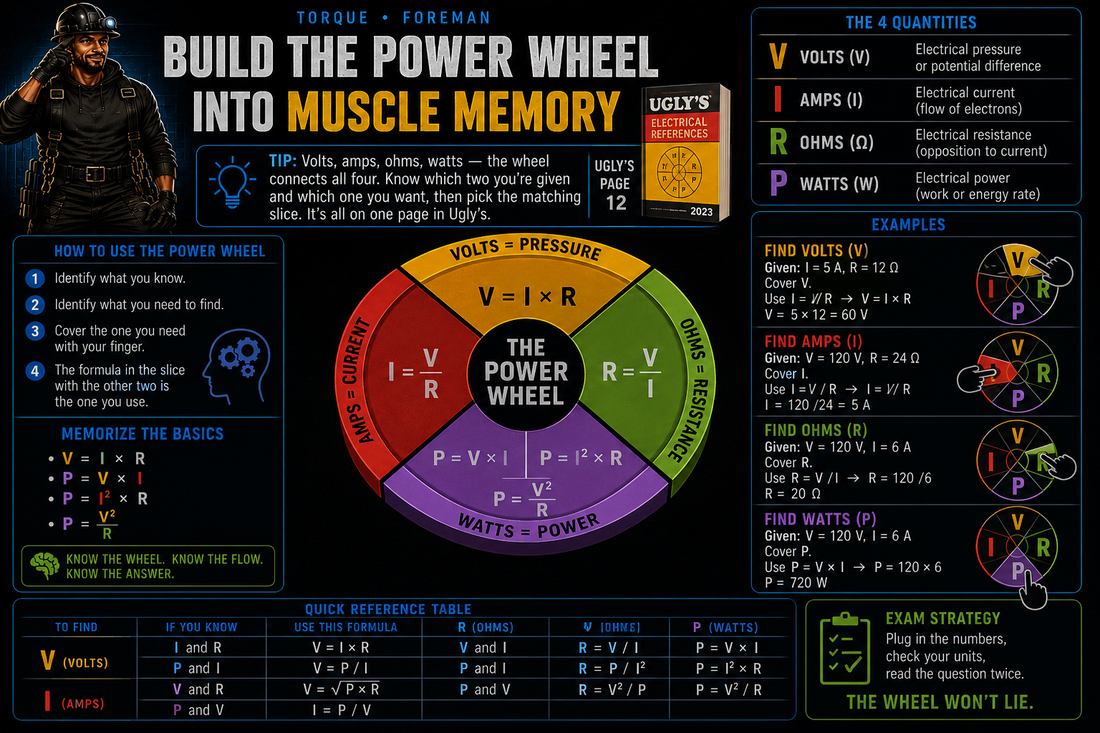 TORQUE • FOREMAN
BUILD THE POWER WHEEL
INTO MUSCLE MEMORY
TIP: Volts, amps, ohms, watts — the wheel
connects all four. Know which two you're given
and which one you want, then pick the matching
slice. It's all on one page in Ugly's.
UGLY'S
PAGE
12
UGLY'S
ELECTRICAL
REFERENCES
2023
THE 4 QUANTITIES
V VOLTS (V) Electrical pressure
or potential difference
I AMPS (I) Electrical current
(flow of electrons)
R OHMS (Ω) Electrical resistance
(opposition to current)
P WATTS (W) Electrical power
(work or energy rate)
HOW TO USE THE POWER WHEEL
1 Identify what you know.
2 Identify what you need to find.
3 Cover the one you need
with your finger.
4 The formula in the slice
with the other two is
the one you use.
MEMORIZE THE BASICS
• V = I × R
• P = V × I
• P = I² × R
• P = V²/R
KNOW THE WHEEL. KNOW THE FLOW.
KNOW THE ANSWER.
VOLTS = PRESSURE
V = I × R
AMPS = CURRENT
I = V/R
THE
POWER
WHEEL
R = V/I
OHMS = RESISTANCE
P = V × I
P = I² × R
P = V²/R
WATTS = POWER
EXAMPLES
FIND VOLTS (V)
Given: I = 5 A, R = 12 Ω
Cover V.
Use I = V/R → V = I × R
V = 5 × 12 = 60 V
V
I R
P
FIND AMPS (I)
Given: V = 120 V, R = 24 Ω
Cover I.
Use I = V / R → I = V/ R
I = 120 /24 = 5 A
V
R
P
FIND OHMS (R)
Given: V = 120 V, I = 6 A
Cover R.
Use R = V / I → R = 120 /6
R = 20 Ω
V
I R
P
FIND WATTS (P)
Given: V = 120 V, I = 6 A
Cover P.
Use P = V × I → P = 120 × 6
P = 720 W
V
I R
P
QUICK REFERENCE TABLE
TO FIND IF YOU KNOW USE THIS FORMULA R (OHMS) P (WATTS)
V (VOLTS)
I and R V = I × R V and I R = V / I P = V × I
P and I V = P / I P and I R = P / I² P = I² × R
I (AMPS)
V and R V = √P × R P and V R = V² / P P = V² / R
P and V I = P / V
EXAM STRATEGY
Plug in the numbers,
check your units,
read the question twice.
THE WHEEL WON'T LIE.